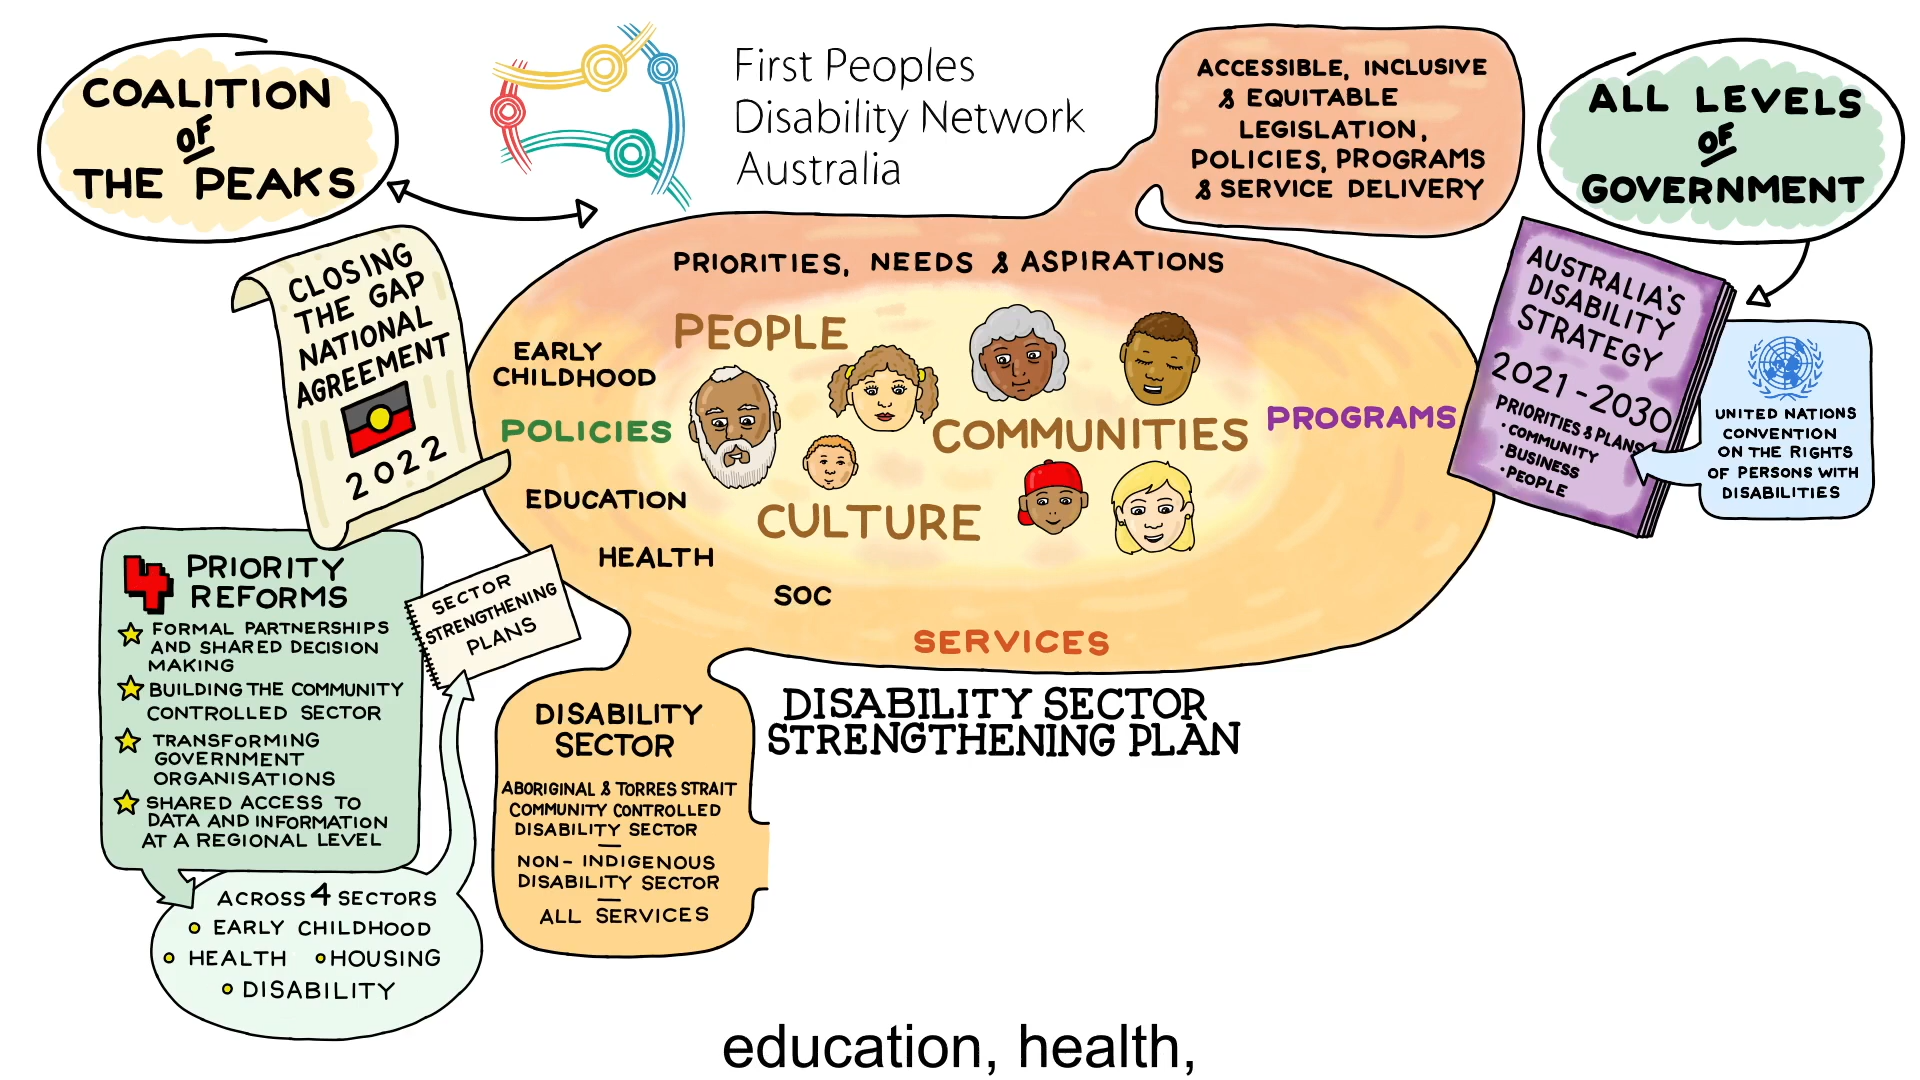 COALITION
OF
THE PEAKS
First Peoples
Disability Network
Australia
ACCESSIBLE, INCLUSIVE
& EQUITABLE
LEGISLATION,
POLICIES, PROGRAMS
& SERVICE DELIVERY
ALL LEVELS
OF
GOVERNMENT
CLOSING
THE GAP
NATIONAL
AGREEMENT
2022
PRIORITIES, NEEDS & ASPIRATIONS
PEOPLE
EARLY
CHILDHOOD
POLICIES
COMMUNITIES
PROGRAMS
EDUCATION
CULTURE
HEALTH
SOC
SERVICES
AUSTRALIA'S
DISABILITY
STRATEGY
2021-2030
PRIORITIES & PLANS
• COMMUNITY
• BUSINESS
• PEOPLE
UNITED NATIONS
CONVENTION
ON THE RIGHTS
OF PERSONS WITH
DISABILITIES
4 PRIORITY
REFORMS
FORMAL PARTNERSHIPS
AND SHARED DECISION
MAKING
BUILDING THE COMMUNITY
CONTROLLED SECTOR
TRANSFORMING
GOVERNMENT
ORGANISATIONS
SHARED ACCESS TO
DATA AND INFORMATION
AT A REGIONAL LEVEL
SECTOR
STRENGTHENING
PLANS
ACROSS 4 SECTORS
EARLY CHILDHOOD
HEALTH • HOUSING
DISABILITY
DISABILITY
SECTOR
ABORIGINAL & TORRES STRAIT
COMMUNITY CONTROLLED
DISABILITY SECTOR
NON-INDIGENOUS
DISABILITY SECTOR
ALL SERVICES
DISABILITY SECTOR
STRENGTHENING PLAN
education, health,